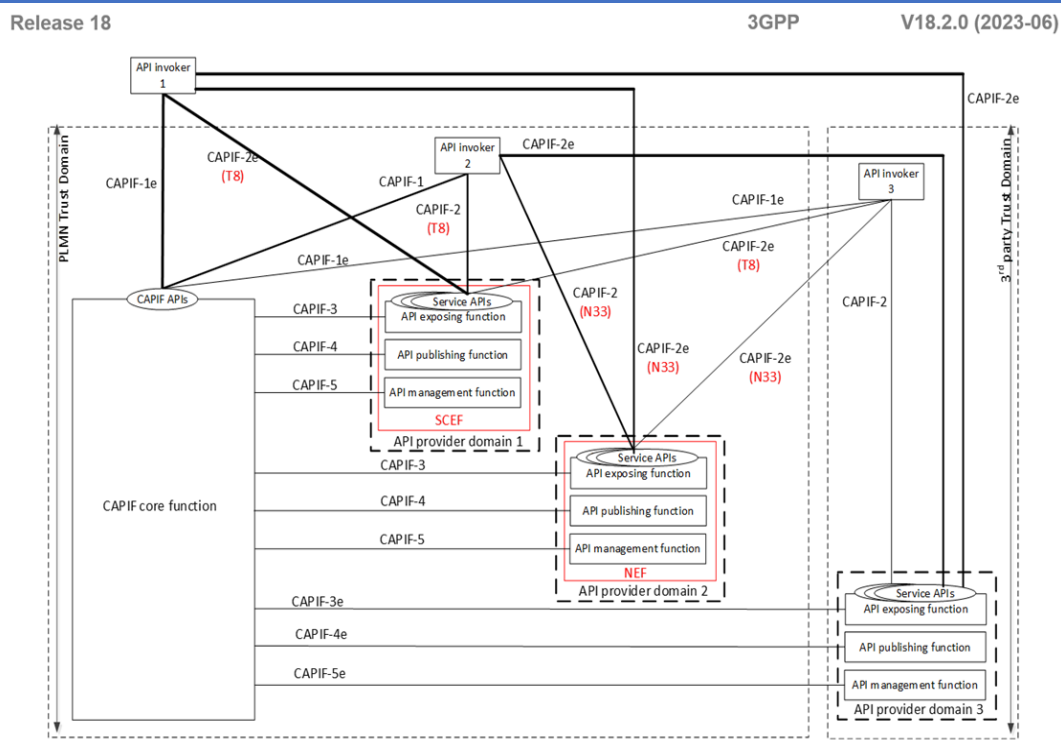 Release 18
3GPP
V18.2.0 (2023-06)
API invoker
1
CAPIF-2e
PLMN Trust Domain
3rd party Trust Domain
API invoker
2
CAPIF-2e
CAPIF-2e
(T8)
API invoker
3
CAPIF-1e
CAPIF-1
CAPIF-2
(T8)
CAPIF-1e
CAPIF-2e
(T8)
CAPIF-1e
CAPIF APIs
CAPIF-2
(N33)
CAPIF-2
Service APIs
CAPIF-3
API exposing function
CAPIF-4
API publishing function
CAPIF-2e
(N33)
CAPIF-2e
(N33)
CAPIF-5
API management function
SCEF
API provider domain 1
Service APIs
CAPIF-3
API exposing function
CAPIF core function
CAPIF-4
API publishing function
CAPIF-5
API management function
NEF
API provider domain 2
Service APIs
CAPIF-3e
API exposing function
CAPIF-4e
API publishing function
CAPIF-5e
API management function
API provider domain 3